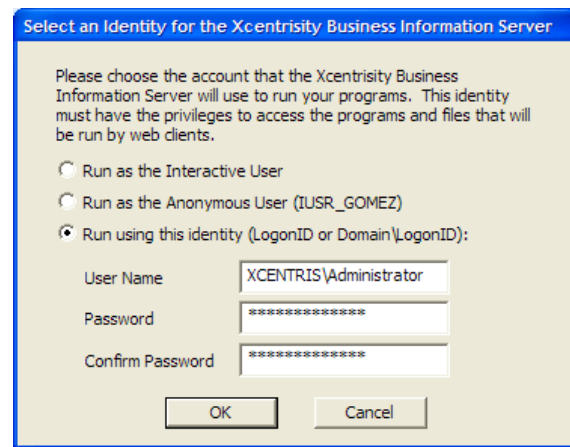 Select an Identity for the Xcentrisity Business Information Server
Please choose the account that the Xcentrisity Business
Information Server will use to run your programs. This identity
must have the privileges to access the programs and files that will
be run by web clients.
Run as the Interactive User
Run as the Anonymous User (IUSR_GOMEZ)
Run using this identity (LogonID or Domain\LogonID):
User Name XCENTRIS\Administrator
Password *************
Confirm Password *************
OK Cancel